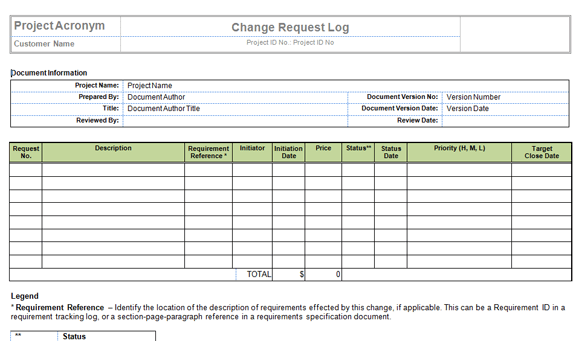 Project Acronym Change Request Log
Customer Name Project ID No.: Project ID No
Document Information
Project Name: Project Name
Prepared By: Document Author Document Version No: Version Number
Title: Document Author Title Document Version Date: Version Date
Reviewed By: Review Date:
Request No. Description Requirement Reference * Initiator Initiation Date Price Status** Status Date Priority (H, M, L) Target Close Date
TOTAL $ 0
Legend
* Requirement Reference – Identify the location of the description of requirements effected by this change, if applicable. This can be a Requirement ID in a
requirement tracking log, or a section-page-paragraph reference in a requirements specification document.
** Status